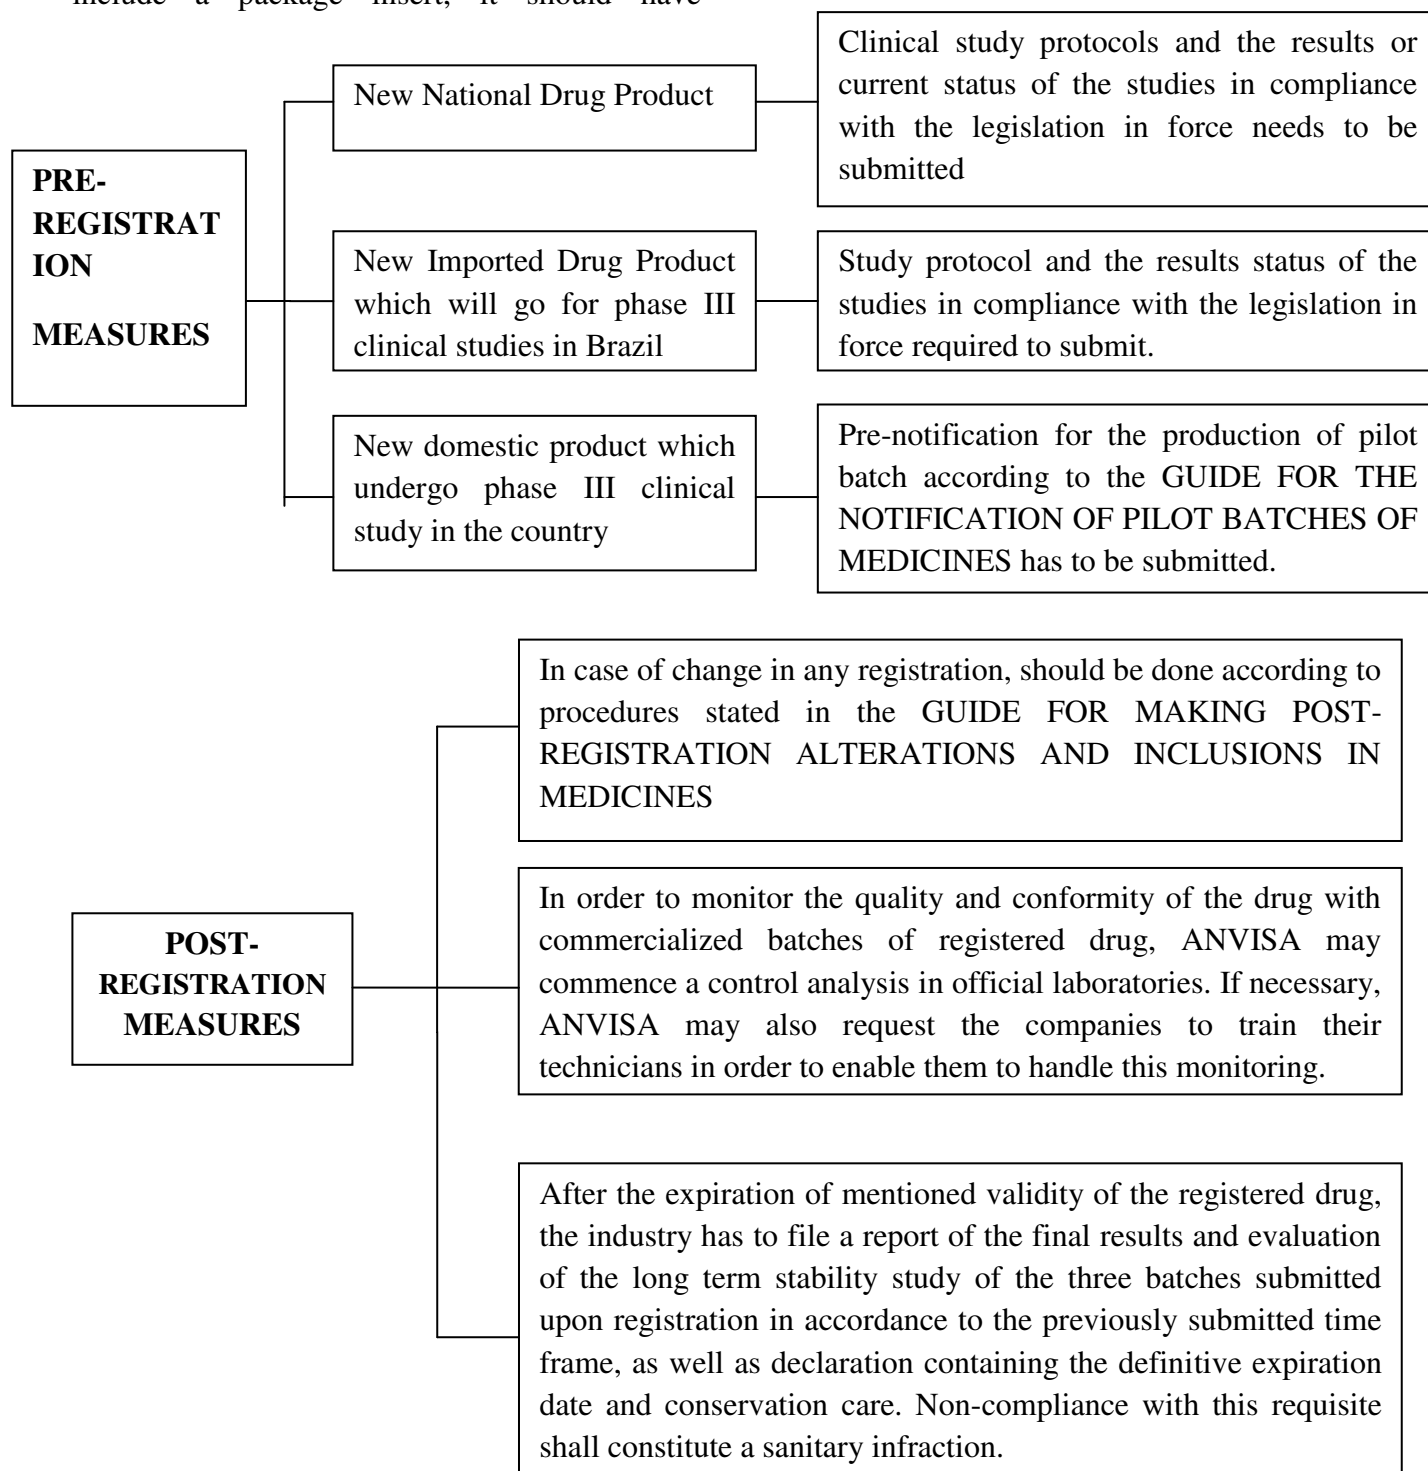 include a package insert, it should have
PRE-
REGISTRAT
ION
MEASURES
New National Drug Product
Clinical study protocols and the results or
current status of the studies in compliance
with the legislation in force needs to be
submitted
New Imported Drug Product
which will go for phase III
clinical studies in Brazil
Study protocol and the results status of the
studies in compliance with the legislation in
force required to submit.
New domestic product which
undergo phase III clinical
study in the country
Pre-notification for the production of pilot
batch according to the GUIDE FOR THE
NOTIFICATION OF PILOT BATCHES OF
MEDICINES has to be submitted.
POST-
REGISTRATION
MEASURES
In case of change in any registration, should be done according to
procedures stated in the GUIDE FOR MAKING POST-
REGISTRATION ALTERATIONS AND INCLUSIONS IN
MEDICINES
In order to monitor the quality and conformity of the drug with
commercialized batches of registered drug, ANVISA may
commence a control analysis in official laboratories. If necessary,
ANVISA may also request the companies to train their
technicians in order to enable them to handle this monitoring.
After the expiration of mentioned validity of the registered drug,
the industry has to file a report of the final results and evaluation
of the long term stability study of the three batches submitted
upon registration in accordance to the previously submitted time
frame, as well as declaration containing the definitive expiration
date and conservation care. Non-compliance with this requisite
shall constitute a sanitary infraction.